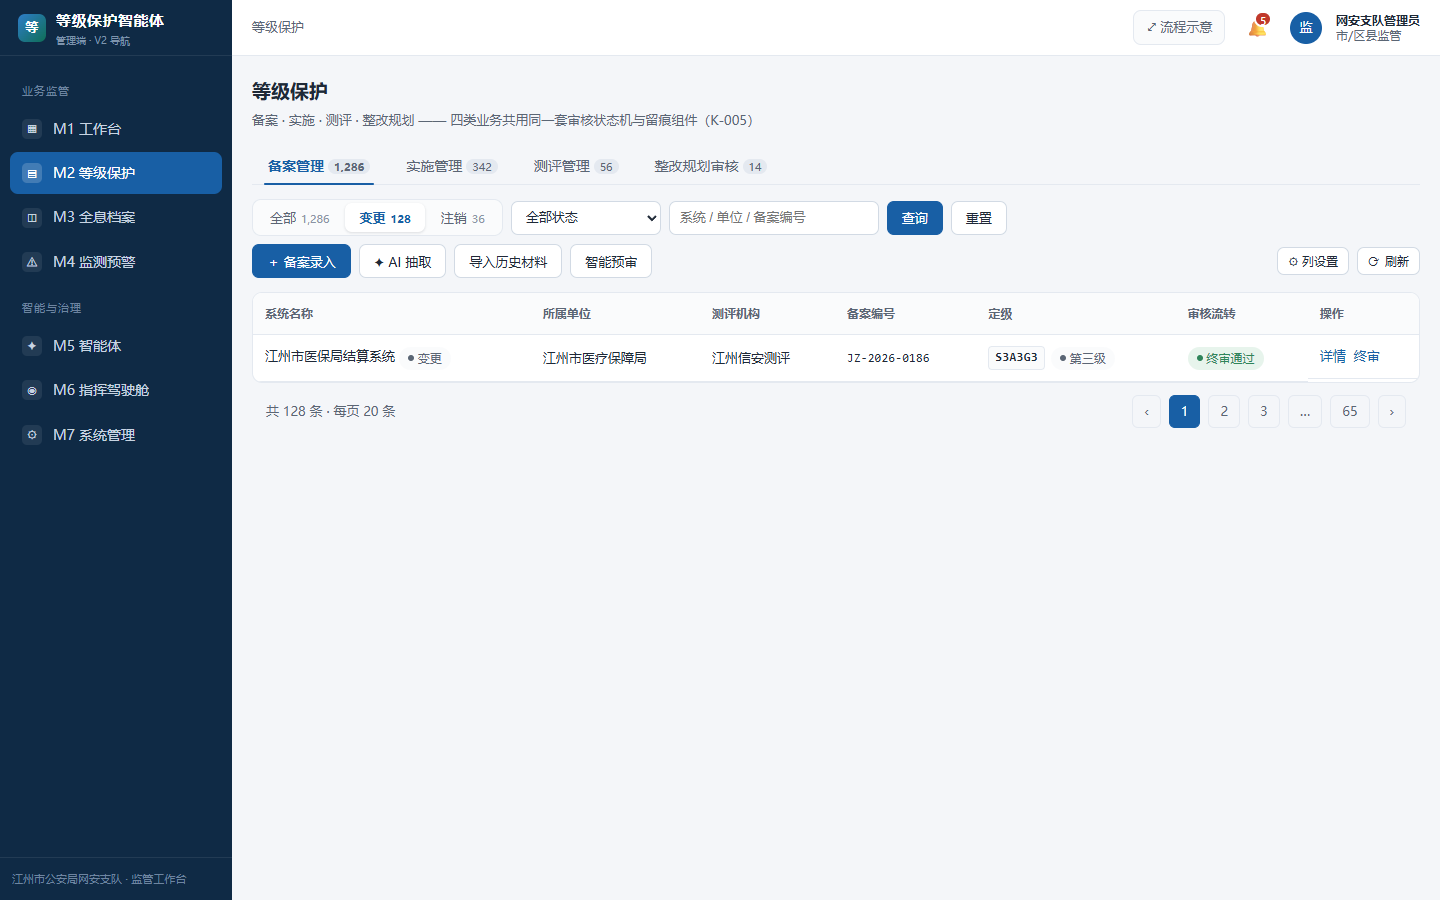 等
等级保护智能体
管理端 · V2 导航
业务监管
M1 工作台
M2 等级保护
M3 全息档案
M4 监测预警
智能与治理
M5 智能体
M6 指挥驾驶舱
M7 系统管理
江州市公安局网安支队 · 监管工作台
等级保护
流程示意
5
监
网安支队管理员
市/区县监管
等级保护
备案 · 实施 · 测评 · 整改规划 —— 四类业务共用同一套审核状态机与留痕组件（K-005）
备案管理 1,286 实施管理 342 测评管理 56 整改规划审核 14
全部 1,286 变更 128 注销 36 全部状态 系统 / 单位 / 备案编号 查询 重置
+ 备案录入 AI 抽取 导入历史材料 智能预审 列设置 刷新
系统名称 所属单位 测评机构 备案编号 定级 审核流转 操作
江州市医保局结算系统 变更 江州市医疗保障局 江州信安测评 JZ-2026-0186 S3A3G3 第三级 终审通过 详情 终审
共 128 条 · 每页 20 条 ‹ 1 2 3 … 65 ›